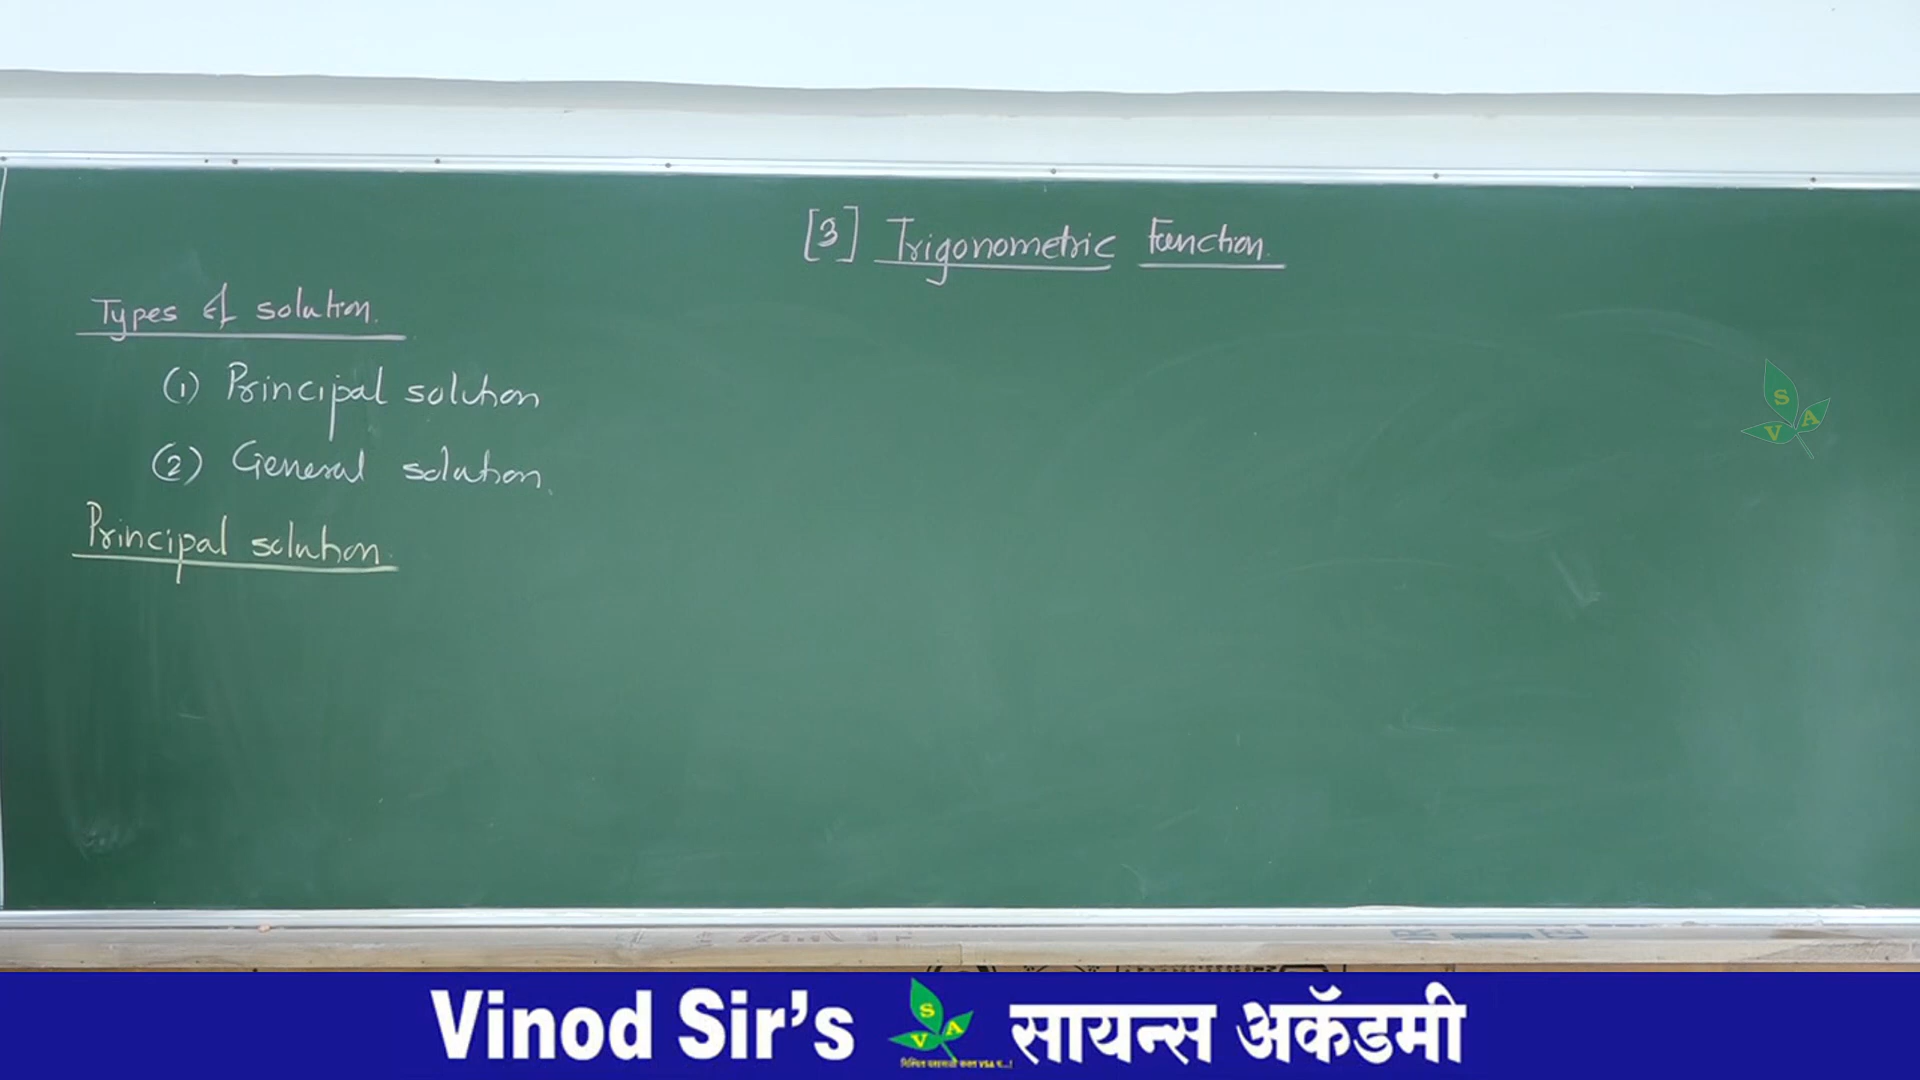 [3] Trigonometric Function.
Types of solution.
(1) Principal solution
(2) General solution.
Principal solution.
S
V A
Vinod Sir's
S
V A
सायन्स अकॅडमी